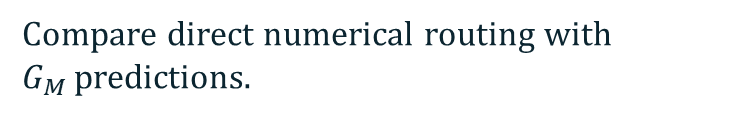 Compare direct numerical routing with
G_M predictions.